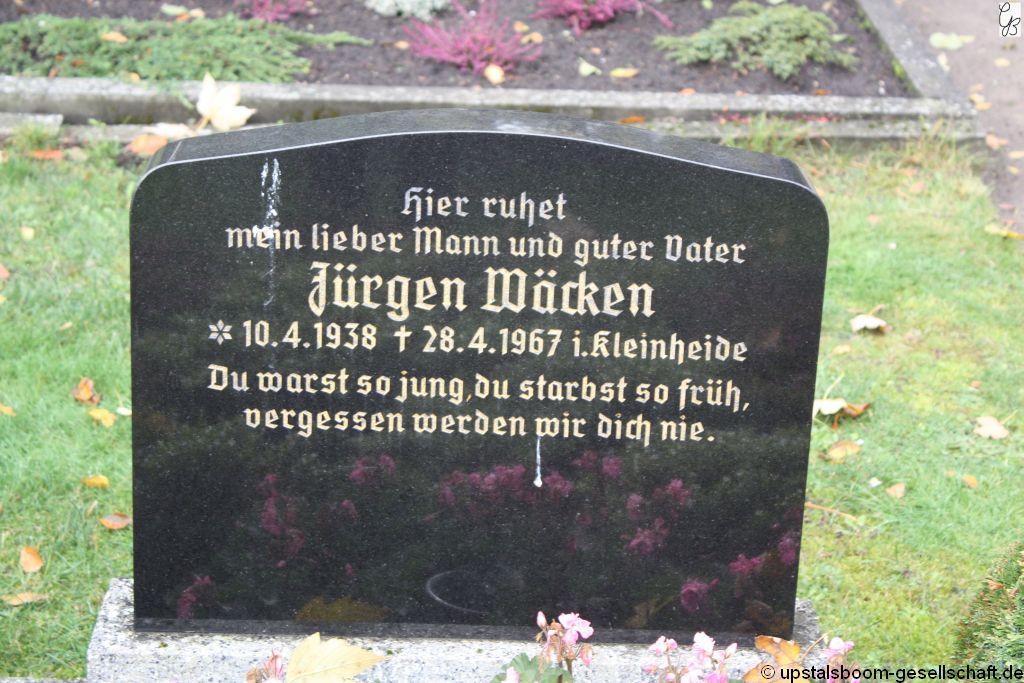 GB
Hier ruhet
mein lieber Mann und guter Vater
Jürgen Wäcken
* 10.4.1938 † 28.4.1967 i. Kleinheide
Du warst so jung, du starbst so früh,
vergessen werden wir dich nie.
© upstalsboom-gesellschaft.de